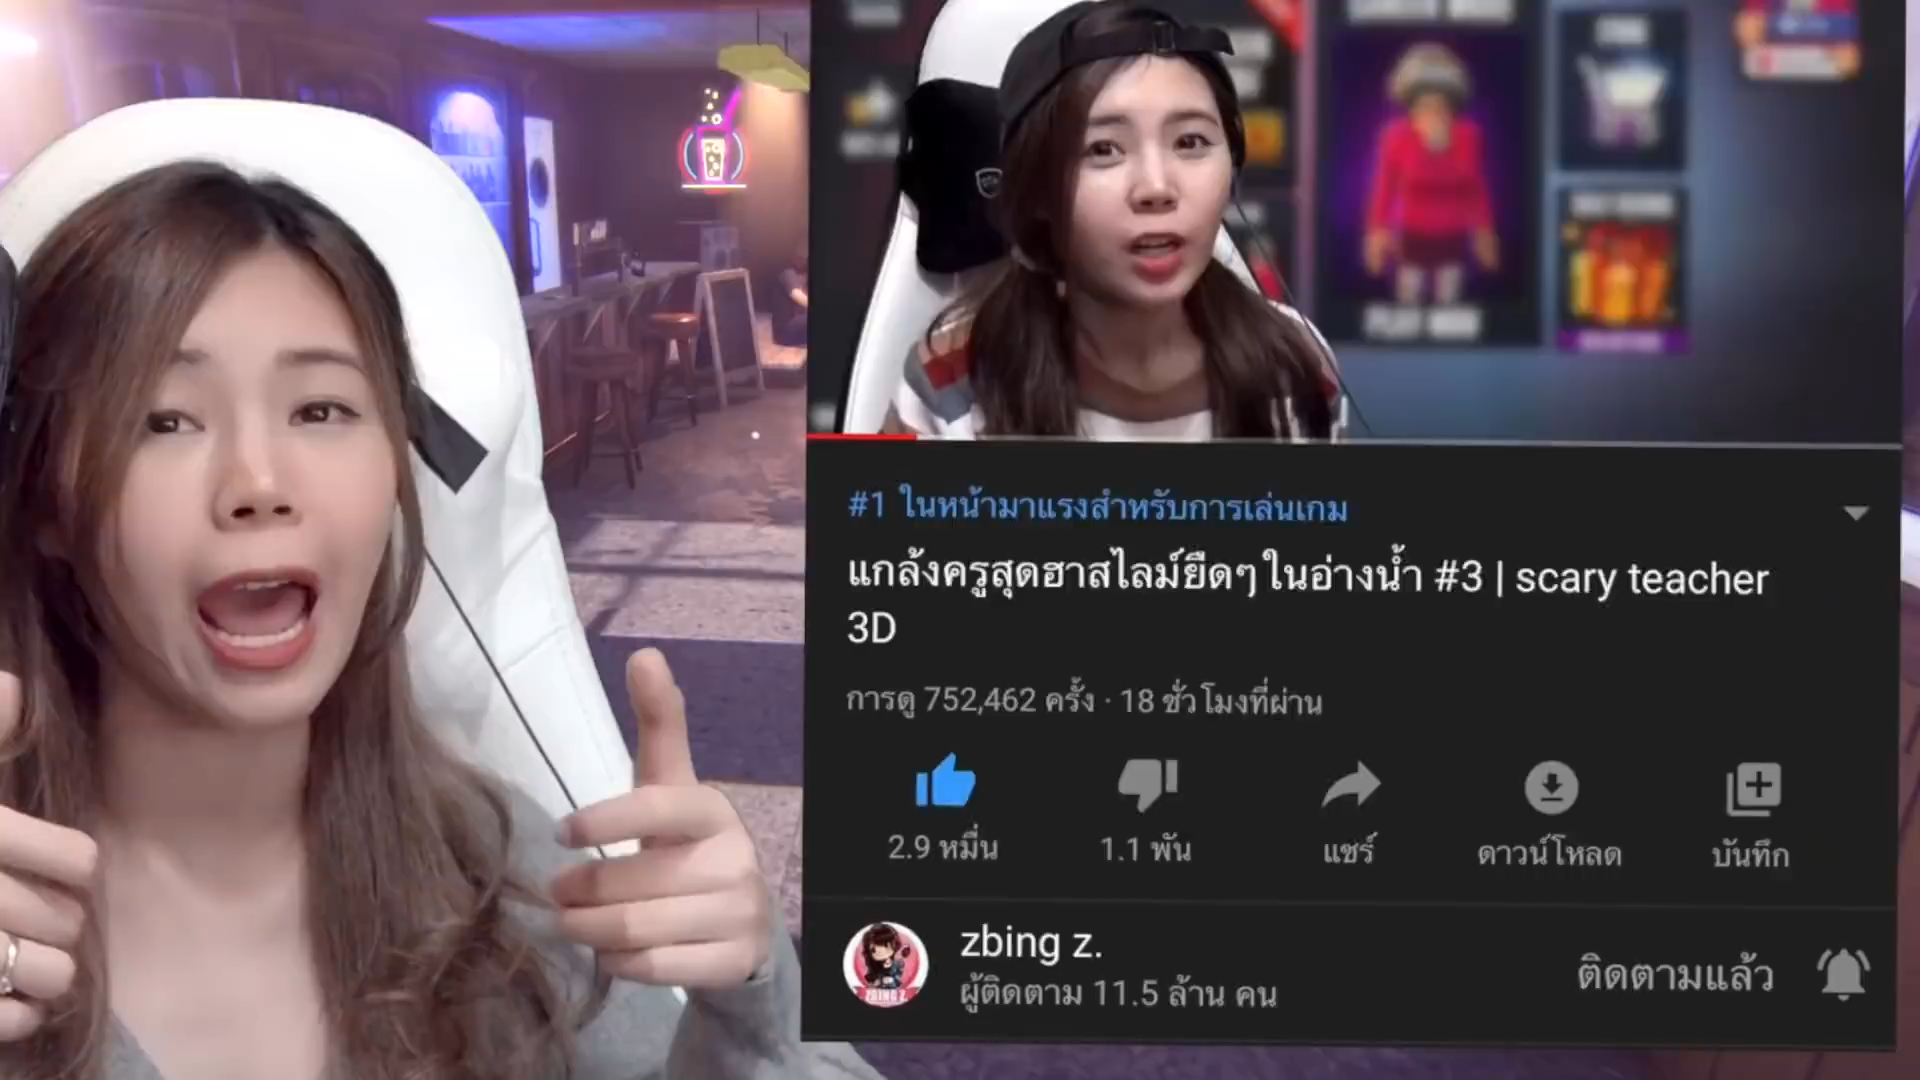 PLAY NOW
#1 ในหน้ามาแรงสำหรับการเล่นเกม
แกล้งครูสุดฮาสไลม์ยืดๆ ในอ่างน้ำ #3 | scary teacher
3D
การดู 752,462 ครั้ง · 18 ชั่วโมงที่ผ่าน
2.9 หมื่น 1.1 พัน แชร์ ดาวน์โหลด บันทึก
zbing z. ติดตามแล้ว
ผู้ติดตาม 11.5 ล้าน คน
ZBING Z.